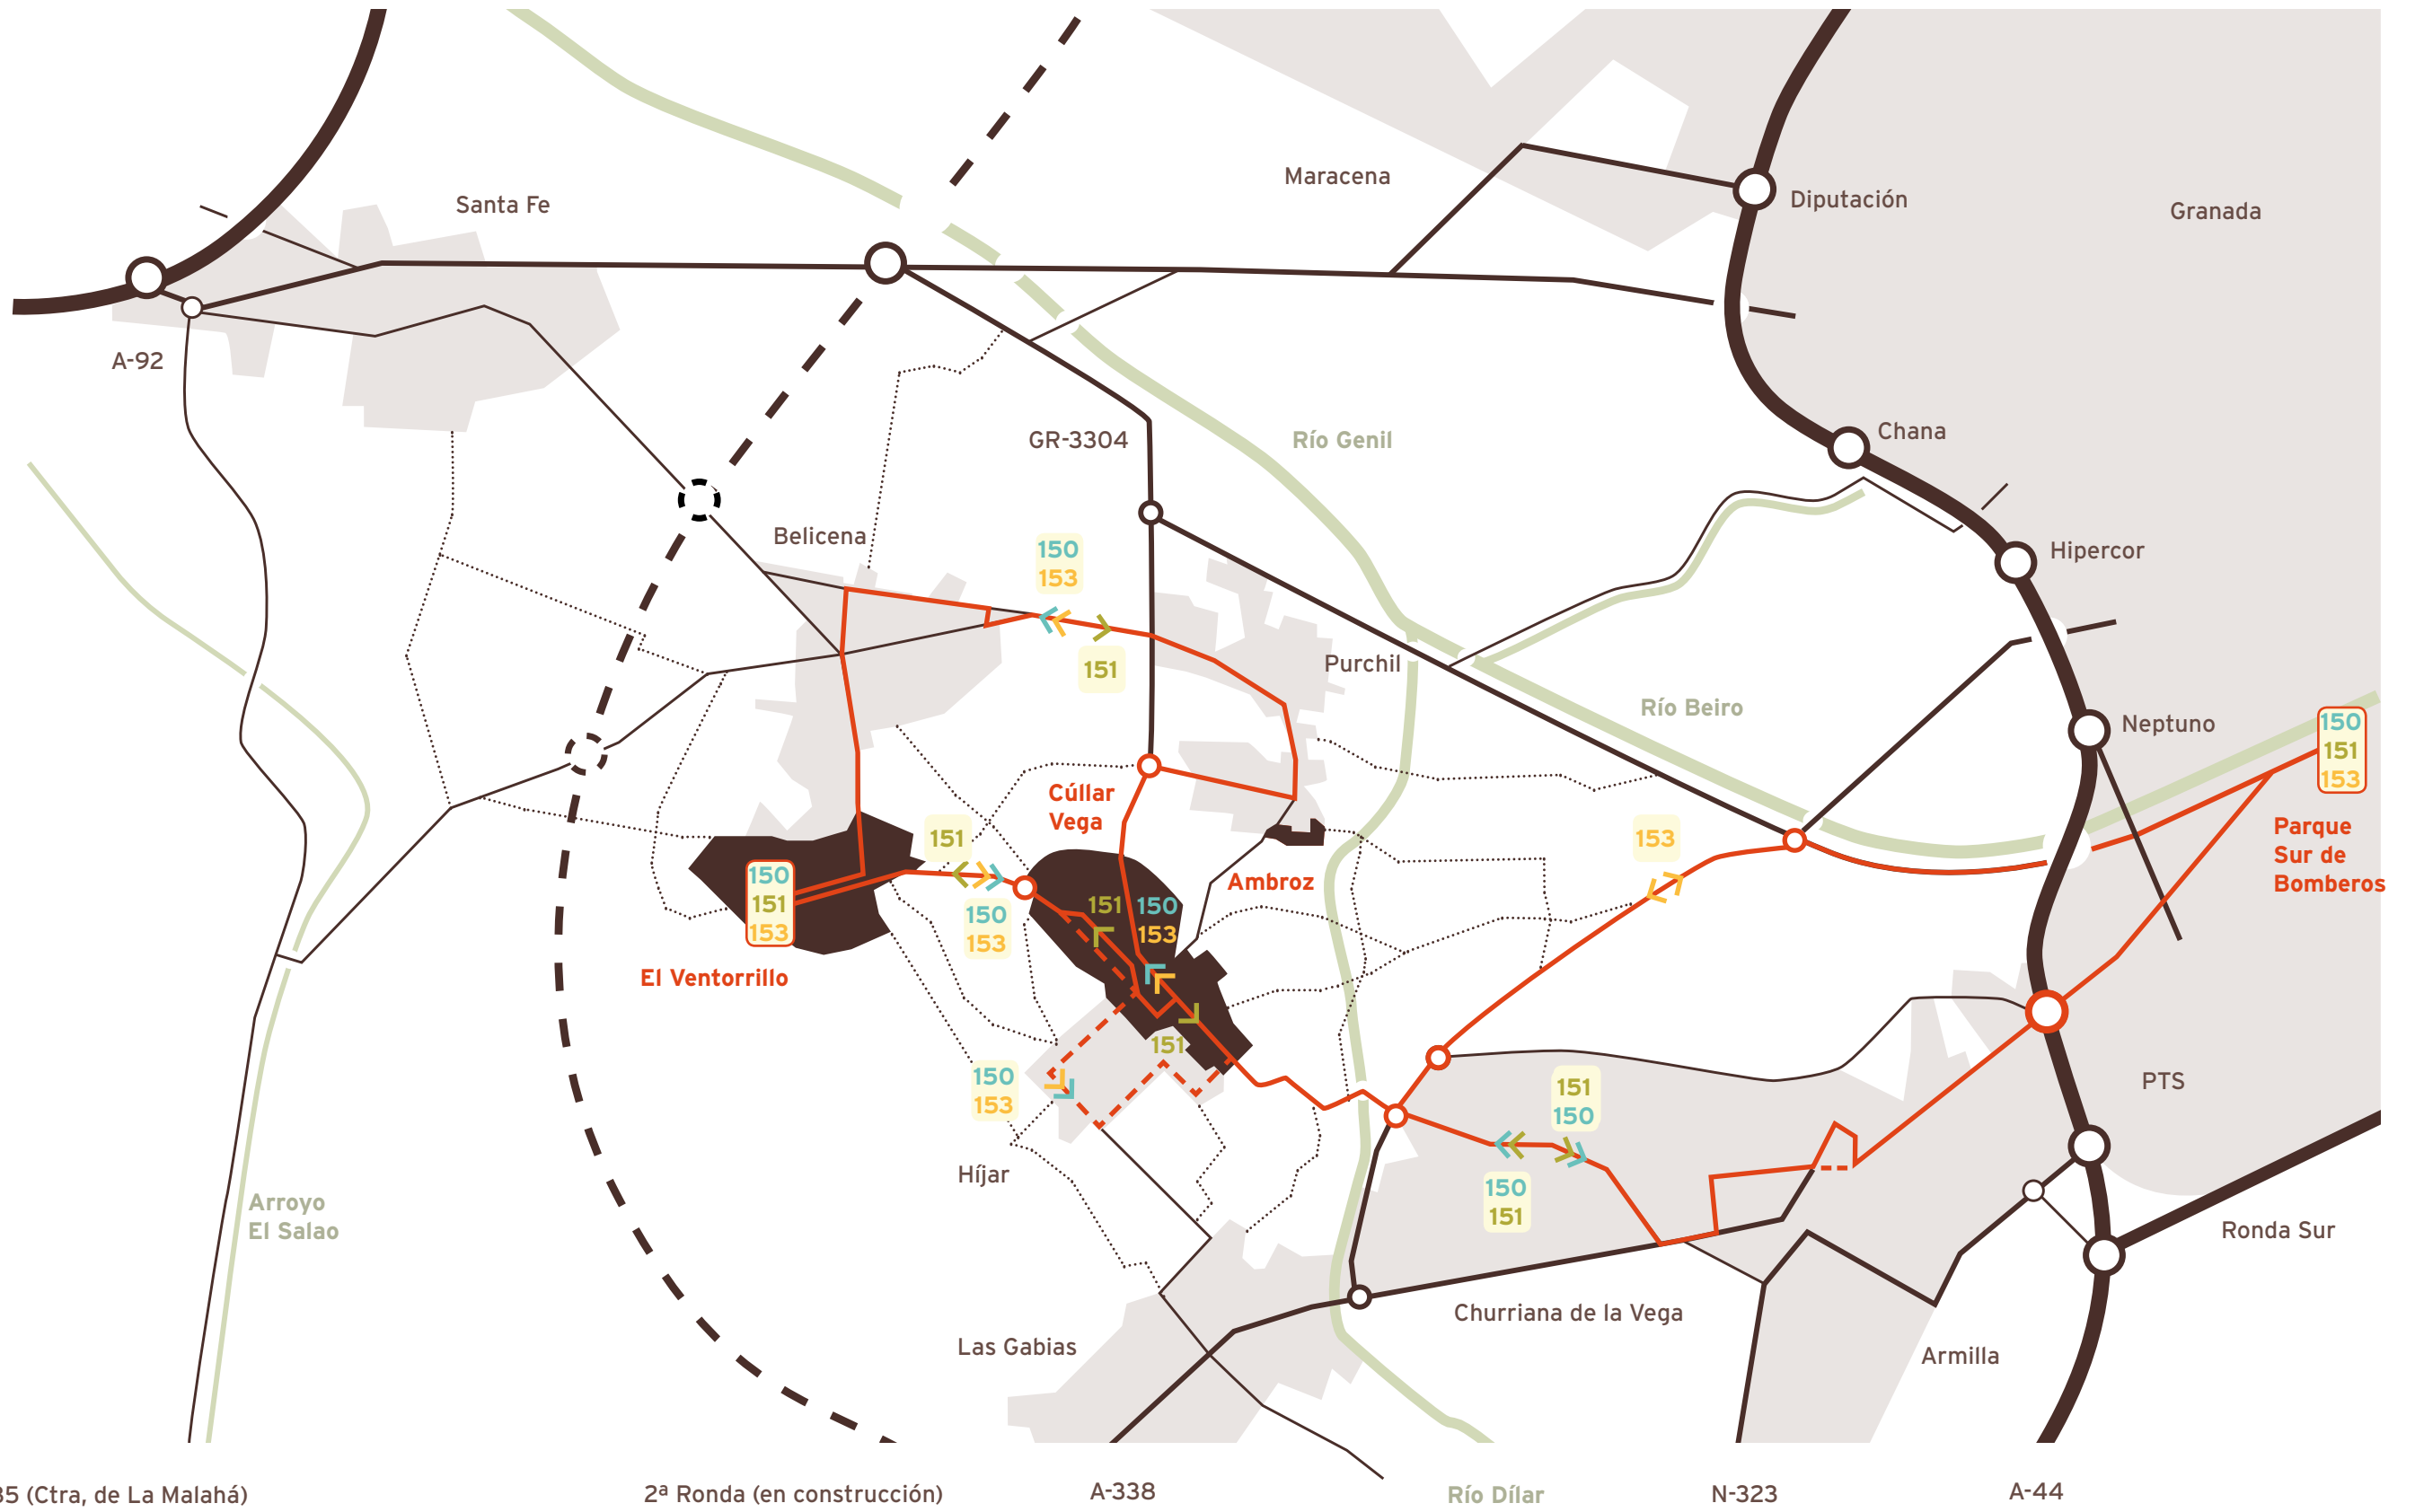 Maracena
Diputación
Granada
Santa Fe
A-92
GR-3304
Río Genil
Chana
Belicena
150
153
Hipercor
151
Purchil
Río Beiro
Neptuno
150
151
153
Cúllar
Vega
151
153
Parque
Sur de
Bomberos
Ambroz
150
151
153
150
153
151
150
153
El Ventorrillo
151
150
153
151
150
PTS
Híjar
150
151
Arroyo
El Salao
Ronda Sur
Churriana de la Vega
Las Gabias
Armilla
35 (Ctra, de La Malahá)
2ª Ronda (en construcción)
A-338
Río Dílar
N-323
A-44